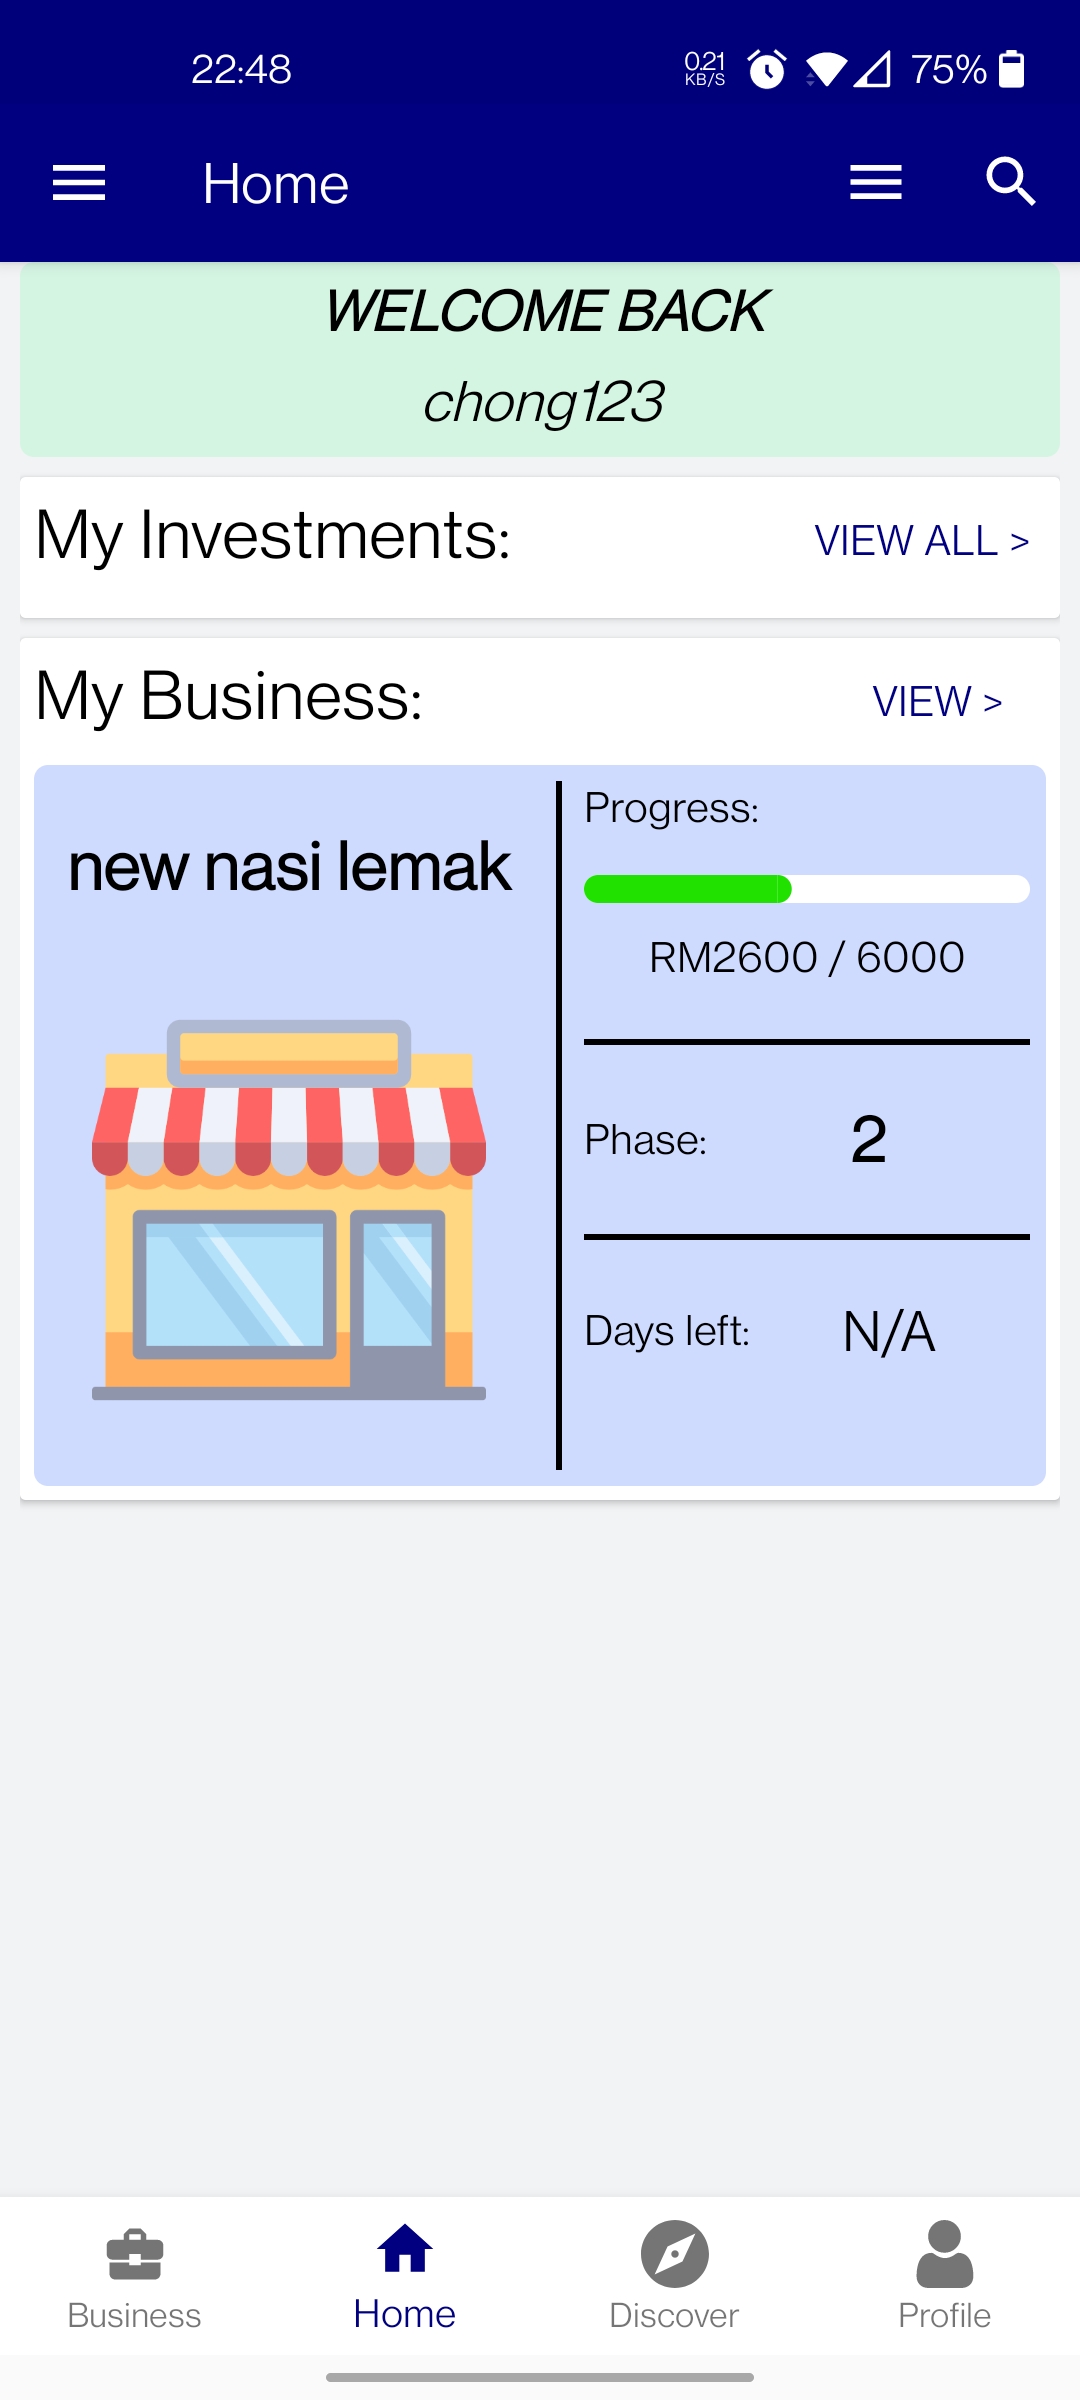 22:48
0.21
KB/S
75%
Home
WELCOME BACK
chong123
My Investments:
VIEW ALL >
My Business:
VIEW >
new nasi lemak
Progress:
RM2600 / 6000
Phase: 2
Days left: N/A
Business
Home
Discover
Profile